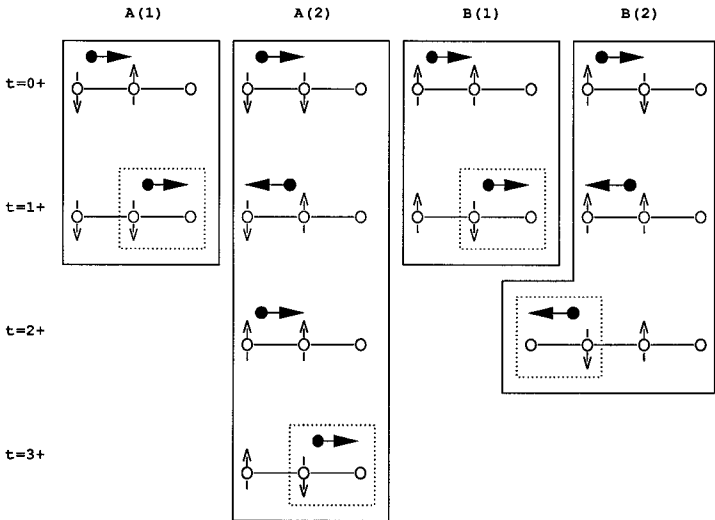 A(1) A(2) B(1) B(2)
t=0+
t=1+
t=2+
t=3+